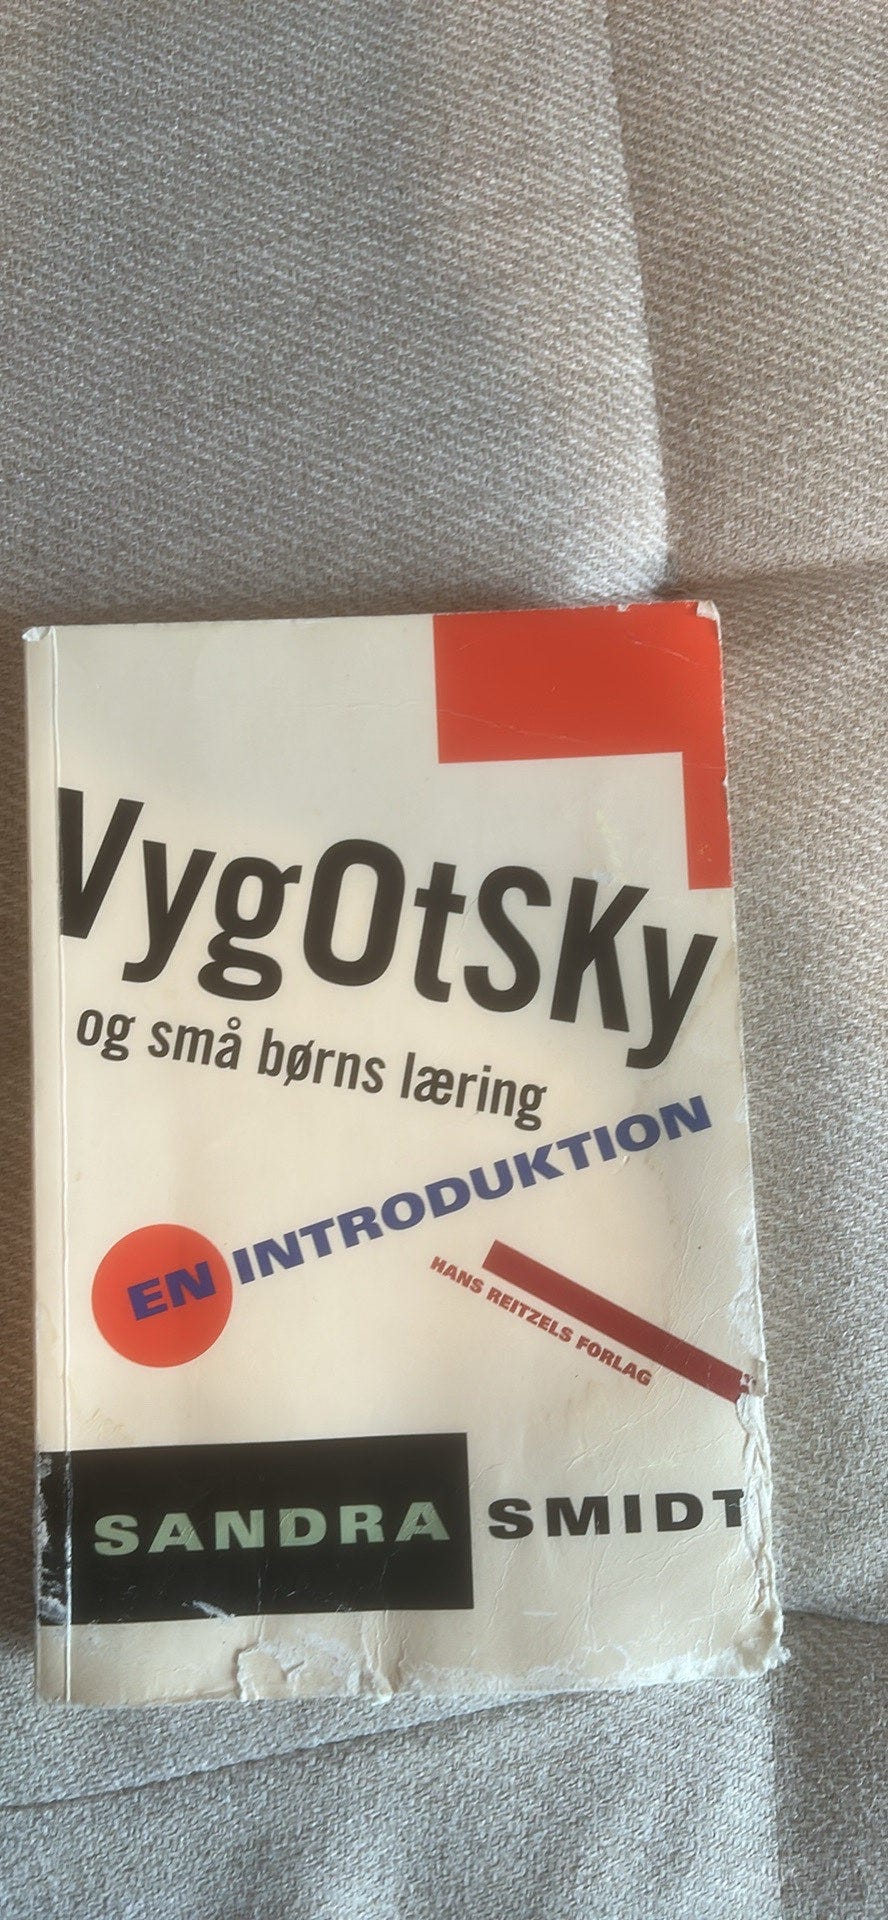 VygOtSKy
og små børns læring
EN INTRODUKTION
HANS REITZELS FORLAG
SANDRA SMIDT